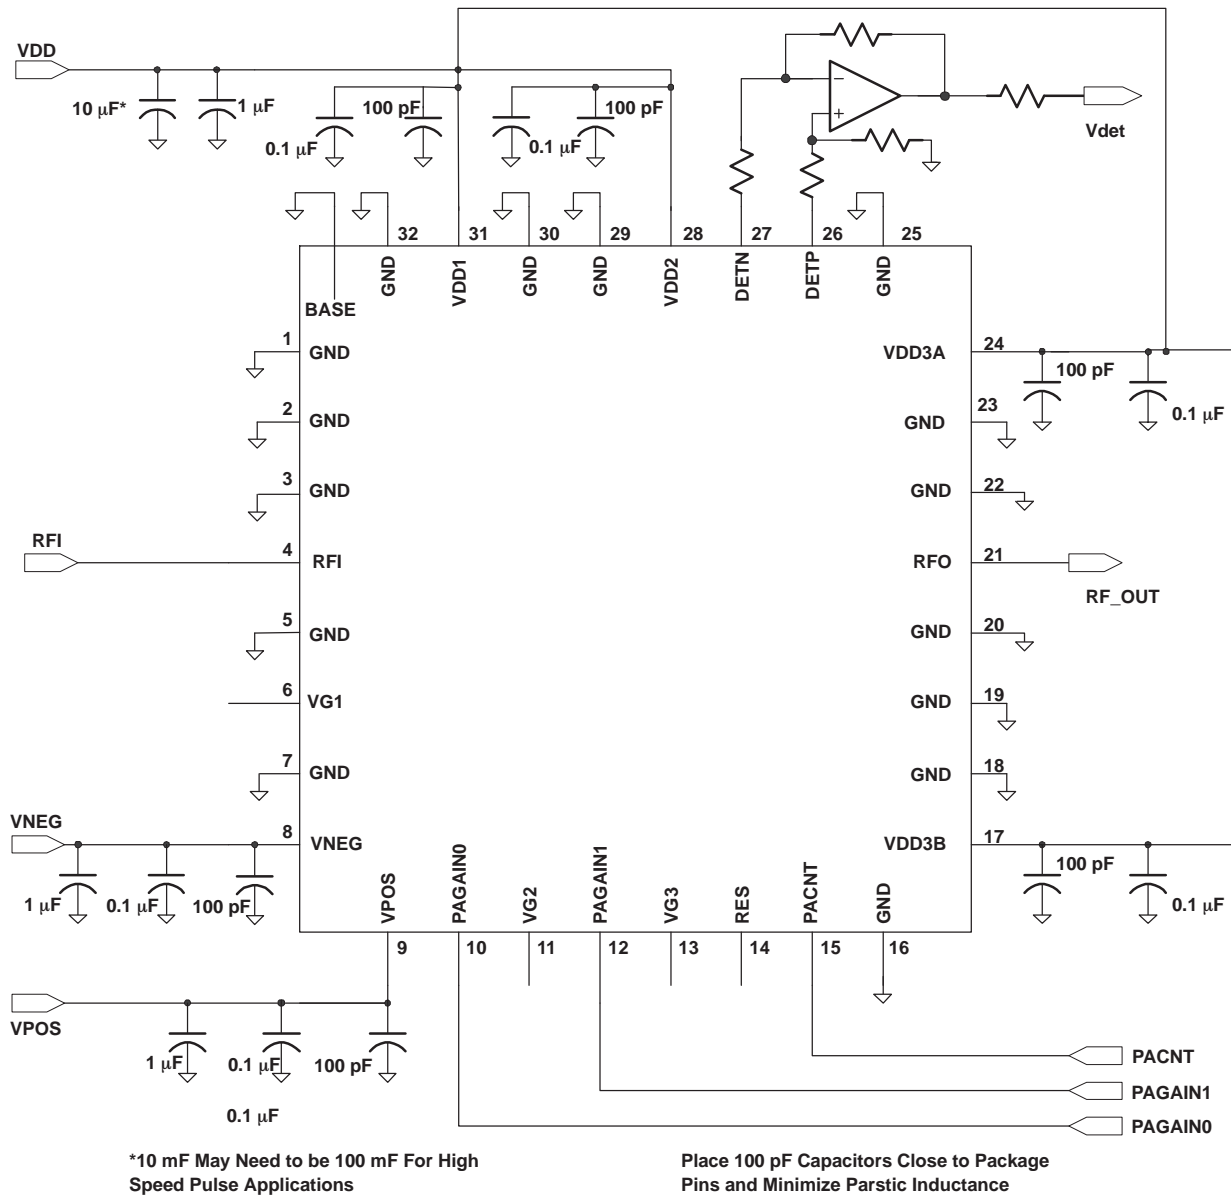 VDD
10 μF*
1 μF
0.1 μF
100 pF
0.1 μF
100 pF
Vdet
32
31
30
29
28
27
26
25
GND
VDD1
GND
GND
VDD2
DETN
DETP
GND
BASE
1
GND
2
GND
3
GND
RFI
4
RFI
5
GND
6
VG1
7
GND
VNEG
8
VNEG
1 μF
0.1 μF
100 pF
VDD3A
24
100 pF
0.1 μF
GND
23
GND
22
RFO
21
RF_OUT
GND
20
GND
19
GND
18
VDD3B
17
100 pF
0.1 μF
VPOS
PAGAIN0
VG2
PAGAIN1
VG3
RES
PACNT
GND
9
10
11
12
13
14
15
16
VPOS
1 μF
0.1 μF
100 pF
0.1 μF
PACNT
PAGAIN1
PAGAIN0
*10 mF May Need to be 100 mF For High
Speed Pulse Applications
Place 100 pF Capacitors Close to Package
Pins and Minimize Parstic Inductance